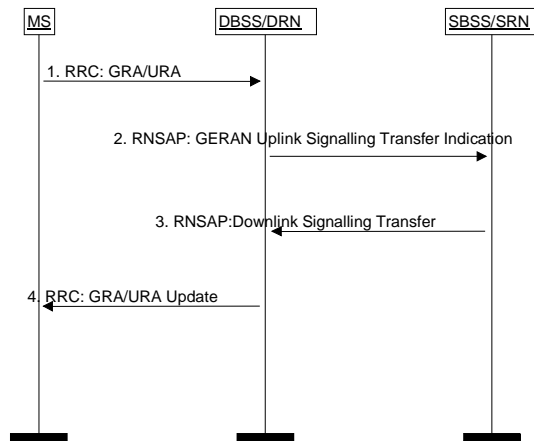 MS
DBSS/DRN
SBSS/SRN
1. RRC: GRA/URA
2. RNSAP: GERAN Uplink Signalling Transfer Indication
3. RNSAP:Downlink Signalling Transfer
4. RRC: GRA/URA Update